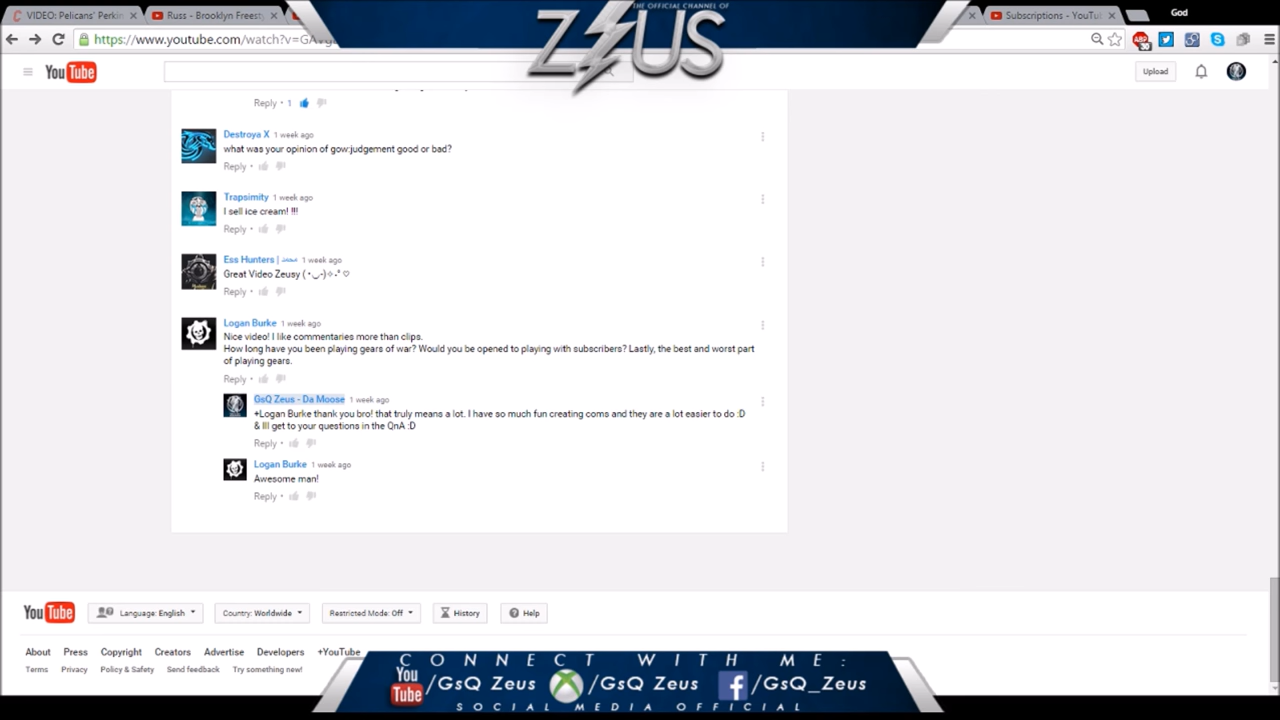 VIDEO: Pelicans' Perkin
Russ - Brooklyn Freesty
THE OFFICIAL CHANNEL OF
ZEUS
Subscriptions - YouTu
God
https://www.youtube.com/watch?v=
YouTube
Upload
Reply • 1
Destroya X 1 week ago
what was your opinion of gow:judgement good or bad?
Reply •
Trapsimity 1 week ago
I sell ice cream! !!!
Reply •
Ess Hunters | 1 week ago
Great Video Zeusy
Reply •
Logan Burke 1 week ago
Nice video! I like commentaries more than clips.
How long have you been playing gears of war? Would you be opened to playing with subscribers? Lastly, the best and worst part
of playing gears.
Reply •
GsQ Zeus - Da Moose 1 week ago
+Logan Burke thank you bro! that truly means a lot. I have so much fun creating coms and they are a lot easier to do :D
& Ill get to your questions in the QnA :D
Reply •
Logan Burke 1 week ago
Awesome man!
Reply •
YouTube Language: English Country: Worldwide Restricted Mode: Off History Help
About Press Copyright Creators Advertise Developers +YouTube
Terms Privacy Policy & Safety Send feedback Try something new!
CONNECT WITH ME:
You Tube /GsQ Zeus /GsQ Zeus f /GsQ_Zeus
SOCIAL MEDIA OFFICIAL